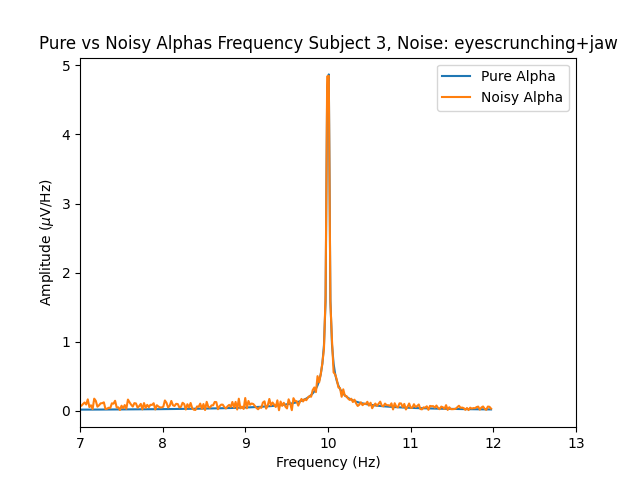 Pure vs Noisy Alphas Frequency Subject 3, Noise: eyescrunching+jaw
Pure Alpha
Noisy Alpha
Amplitude (μV/Hz)
5
4
3
2
1
0
7 8 9 10 11 12 13
Frequency (Hz)